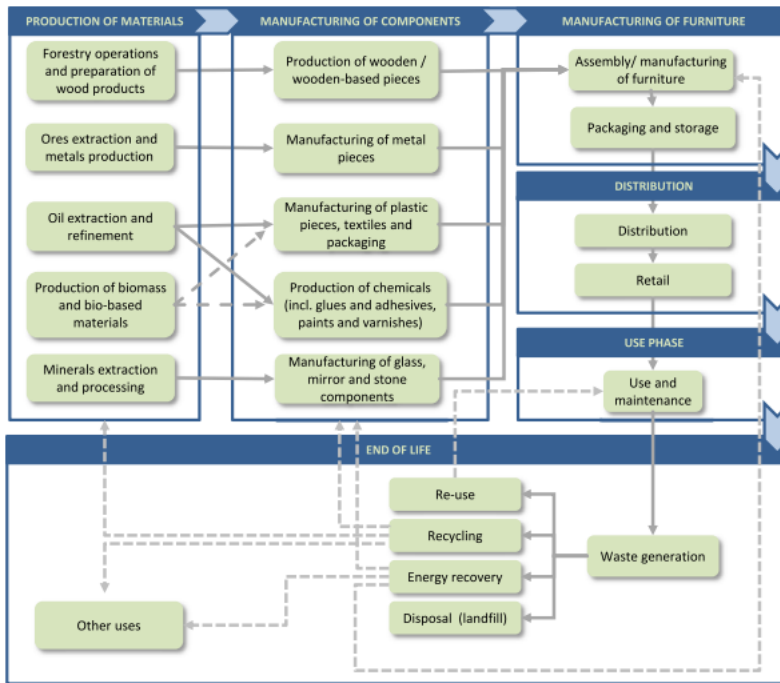 PRODUCTION OF MATERIALS
MANUFACTURING OF COMPONENTS
MANUFACTURING OF FURNITURE
Forestry operations
and preparation of
wood products
Production of wooden /
wooden-based pieces
Assembly/ manufacturing
of furniture
Packaging and storage
Ores extraction and
metals production
Manufacturing of metal
pieces
DISTRIBUTION
Oil extraction and
refinement
Manufacturing of plastic
pieces, textiles and
packaging
Distribution
Retail
Production of biomass
and bio-based
materials
Production of chemicals
(incl. glues and adhesives,
paints and varnishes)
USE PHASE
Minerals extraction
and processing
Manufacturing of glass,
mirror and stone
components
Use and
maintenance
END OF LIFE
Re-use
Recycling
Energy recovery
Disposal (landfill)
Waste generation
Other uses